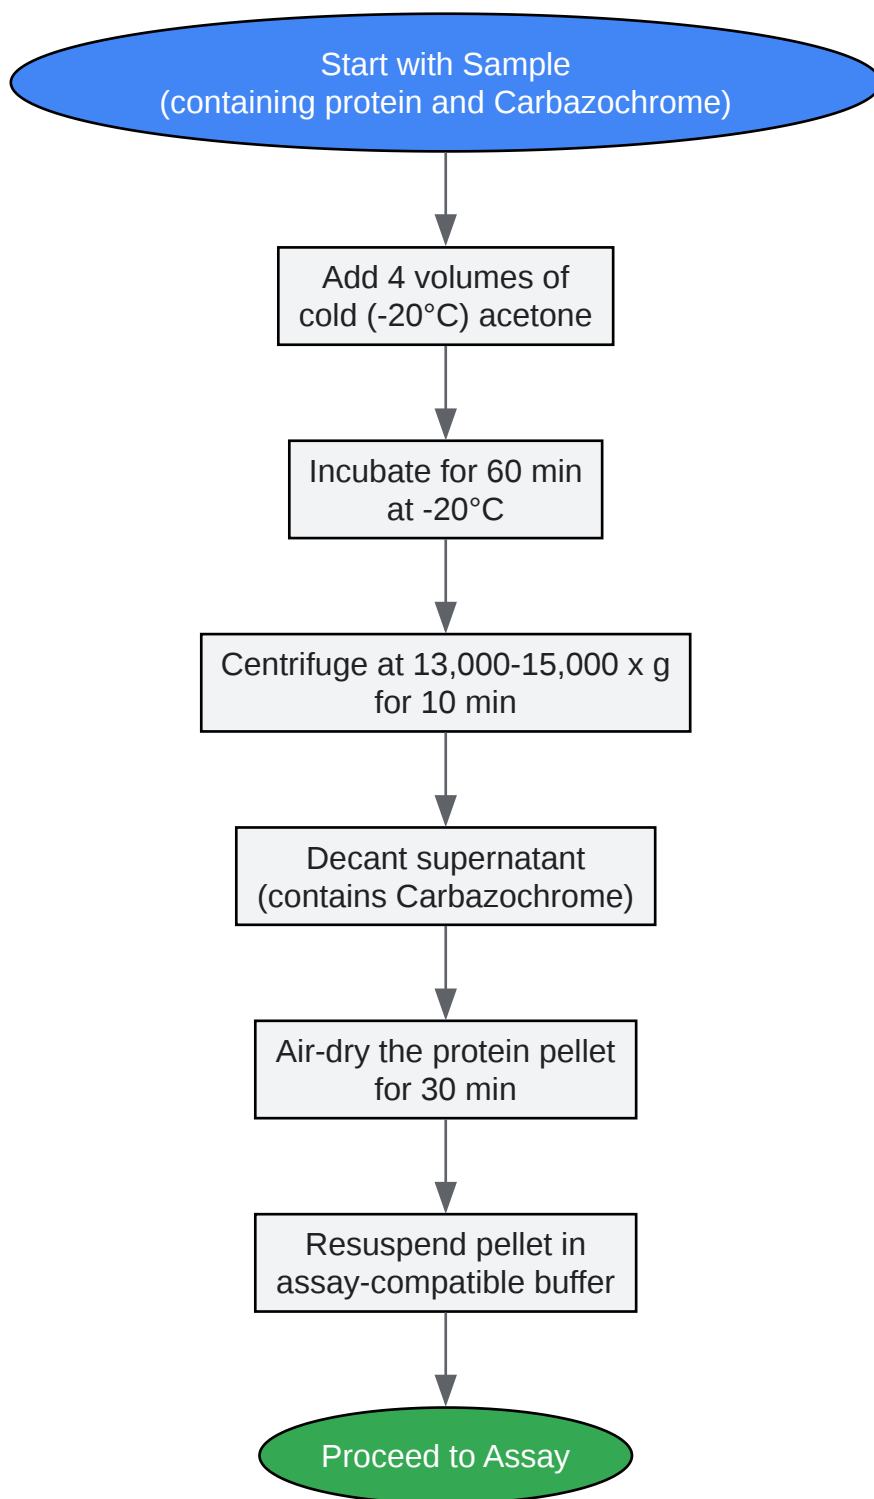 Start with Sample
(containing protein and Carbazochrome)
Add 4 volumes of
cold (-20°C) acetone
Incubate for 60 min
at -20°C
Centrifuge at 13,000-15,000 x g
for 10 min
Decant supernatant
(contains Carbazochrome)
Air-dry the protein pellet
for 30 min
Resuspend pellet in
assay-compatible buffer
Proceed to Assay